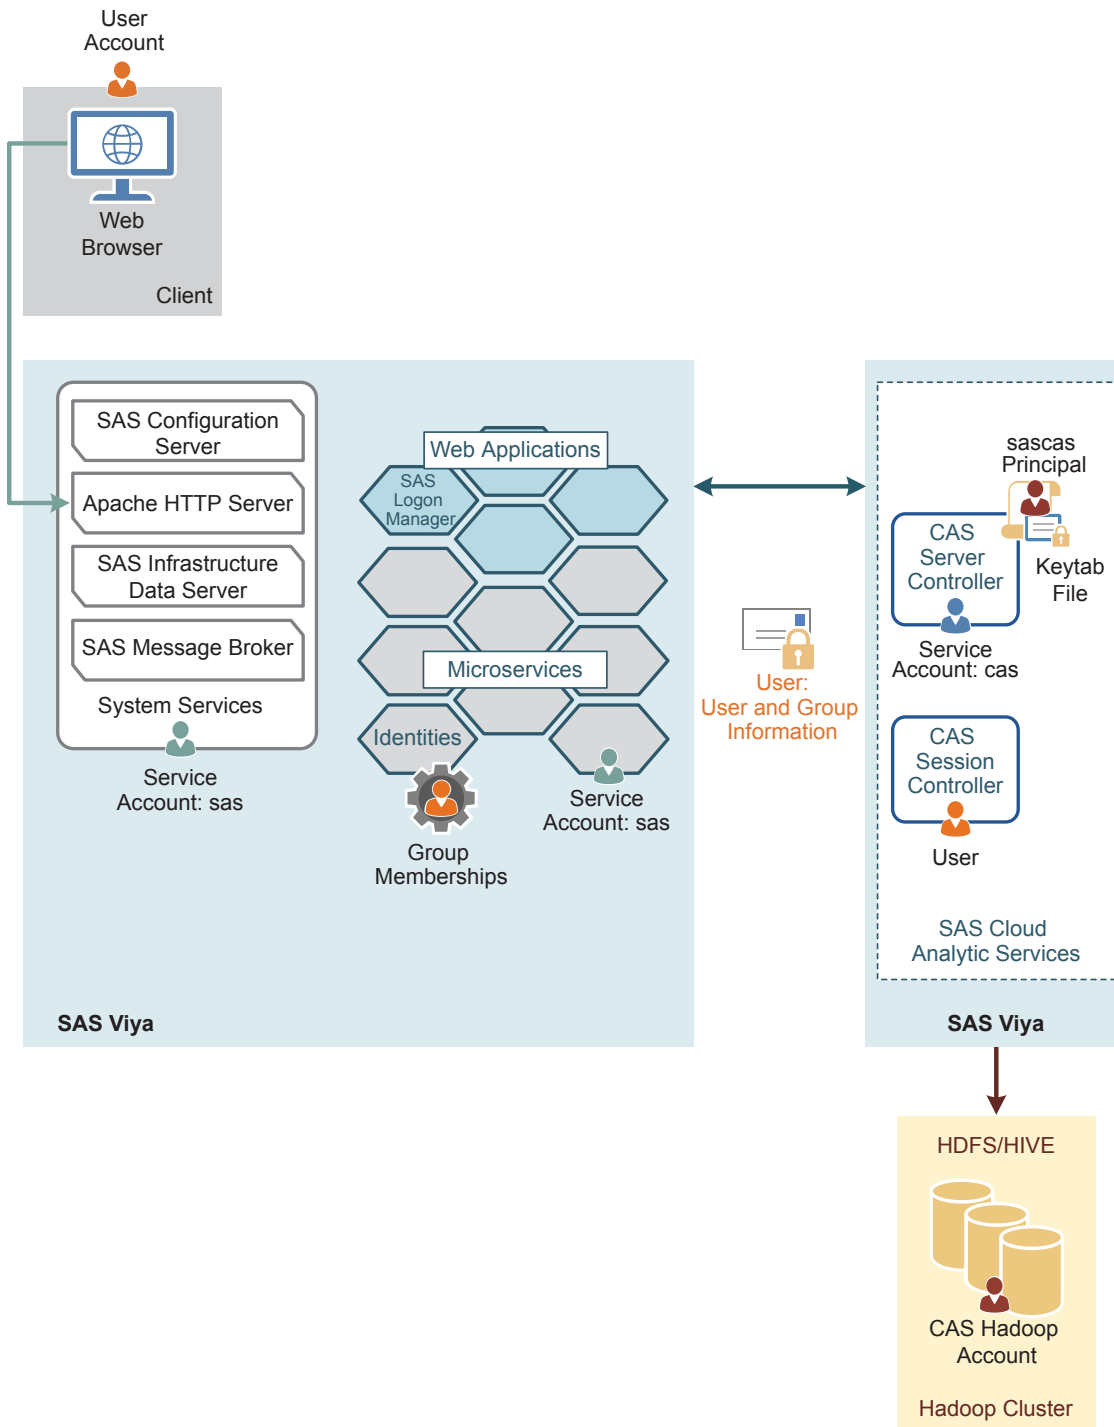 User
Account
Web
Browser
Client
SAS Configuration
Server
Apache HTTP Server
SAS Infrastructure
Data Server
SAS Message Broker
System Services
Service
Account: sas
Web Applications
SAS
Logon
Manager
Microservices
Identities
Group
Memberships
Service
Account: sas
SAS Viya
User:
User and Group
Information
sascas
Principal
CAS
Server
Controller
Keytab
File
Service
Account: cas
CAS
Session
Controller
User
SAS Cloud
Analytic Services
SAS Viya
HDFS/HIVE
CAS Hadoop
Account
Hadoop Cluster